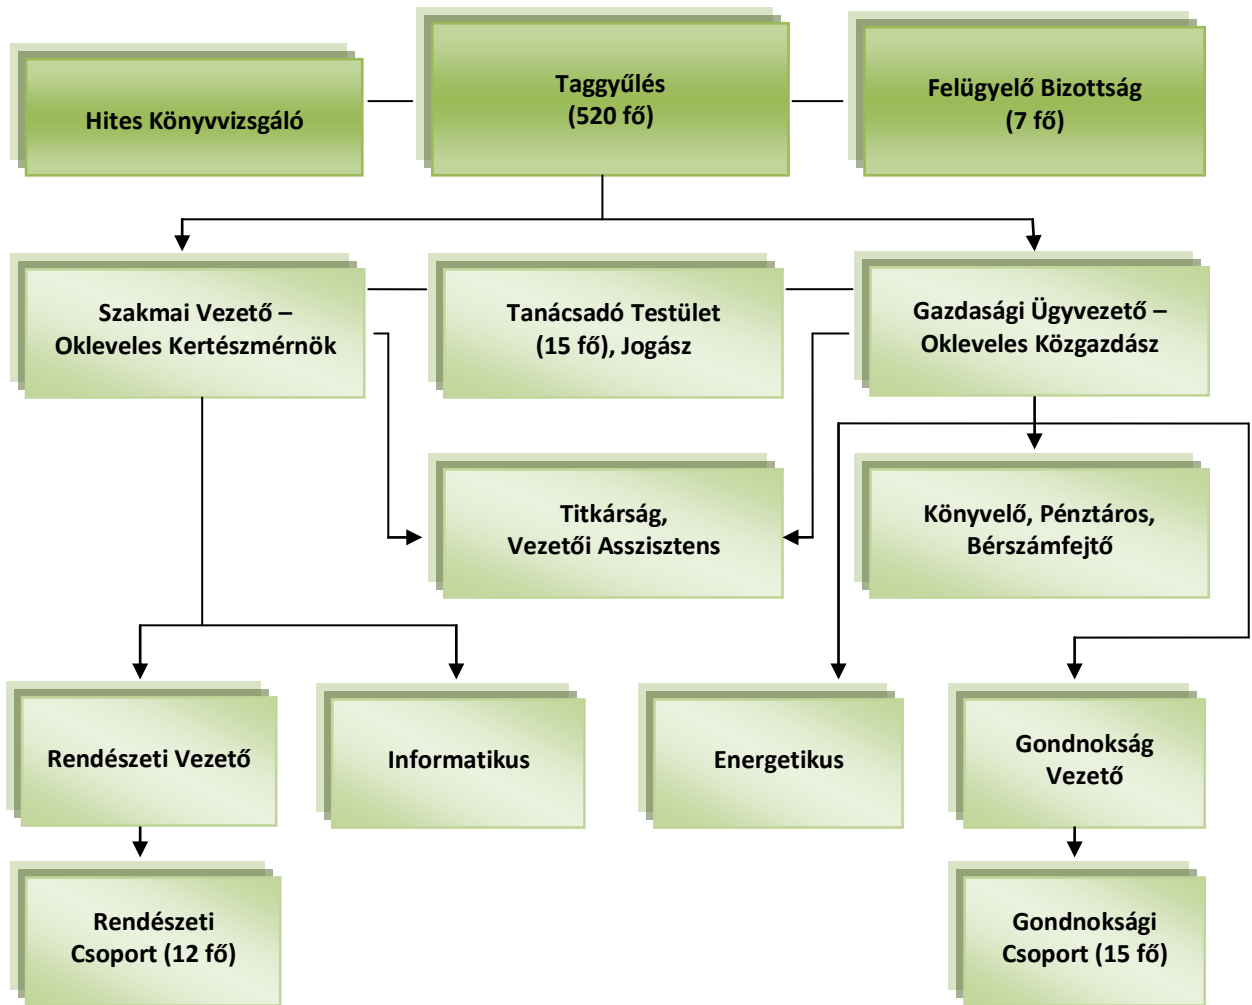 Hites Könyvvizsgáló
Taggyűlés
(520 fő)
Felügyelő Bizottság
(7 fő)
Szakmai Vezető –
Okleveles Kertészmérnök
Tanácsadó Testület
(15 fő), Jogász
Gazdasági Ügyvezető –
Okleveles Közgazdász
Titkárság,
Vezetői Asszisztens
Könyvelő, Pénztáros,
Bérszámfejtő
Rendészeti Vezető
Informatikus
Energetikus
Gondnokság
Vezető
Rendészeti
Csoport (12 fő)
Gondnoksági
Csoport (15 fő)